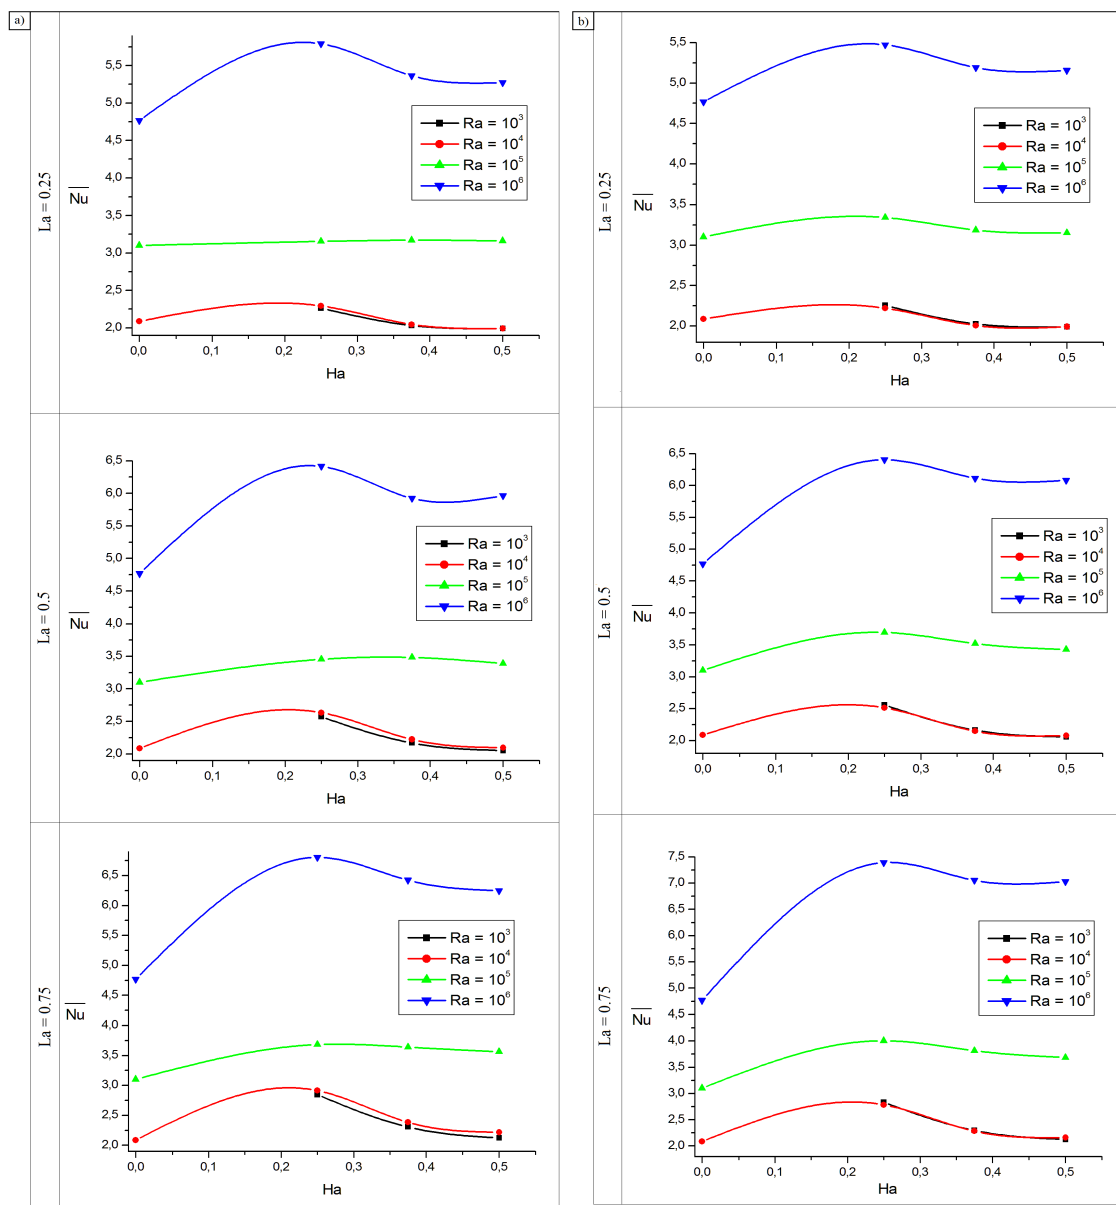 a)
La = 0.25
Nu
5,5
5,0
4,5
4,0
3,5
3,0
2,5
2,0
0,0 0,1 0,2 0,3 0,4 0,5
Ha
Ra = 10³
Ra = 10⁴
Ra = 10⁵
Ra = 10⁶
b)
La = 0.25
Nu
5,5
5,0
4,5
4,0
3,5
3,0
2,5
2,0
0,0 0,1 0,2 0,3 0,4 0,5
Ha
Ra = 10³
Ra = 10⁴
Ra = 10⁵
Ra = 10⁶
La = 0.5
Nu
6,5
6,0
5,5
5,0
4,5
4,0
3,5
3,0
2,5
2,0
0,0 0,1 0,2 0,3 0,4 0,5
Ha
Ra = 10³
Ra = 10⁴
Ra = 10⁵
Ra = 10⁶
La = 0.5
Nu
6,5
6,0
5,5
5,0
4,5
4,0
3,5
3,0
2,5
2,0
0,0 0,1 0,2 0,3 0,4 0,5
Ha
Ra = 10³
Ra = 10⁴
Ra = 10⁵
Ra = 10⁶
La = 0.75
Nu
6,5
6,0
5,5
5,0
4,5
4,0
3,5
3,0
2,5
2,0
0,0 0,1 0,2 0,3 0,4 0,5
Ha
Ra = 10³
Ra = 10⁴
Ra = 10⁵
Ra = 10⁶
La = 0.75
Nu
7,5
7,0
6,5
6,0
5,5
5,0
4,5
4,0
3,5
3,0
2,5
2,0
0,0 0,1 0,2 0,3 0,4 0,5
Ha
Ra = 10³
Ra = 10⁴
Ra = 10⁵
Ra = 10⁶